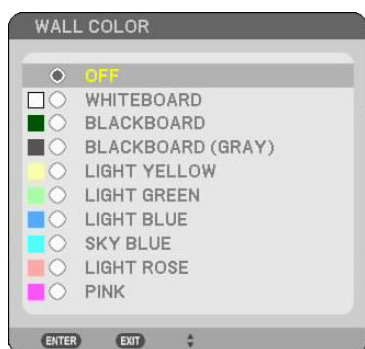 WALL COLOR
OFF
WHITEBOARD
BLACKBOARD
BLACKBOARD (GRAY)
LIGHT YELLOW
LIGHT GREEN
LIGHT BLUE
SKY BLUE
LIGHT ROSE
PINK
ENTER EXIT